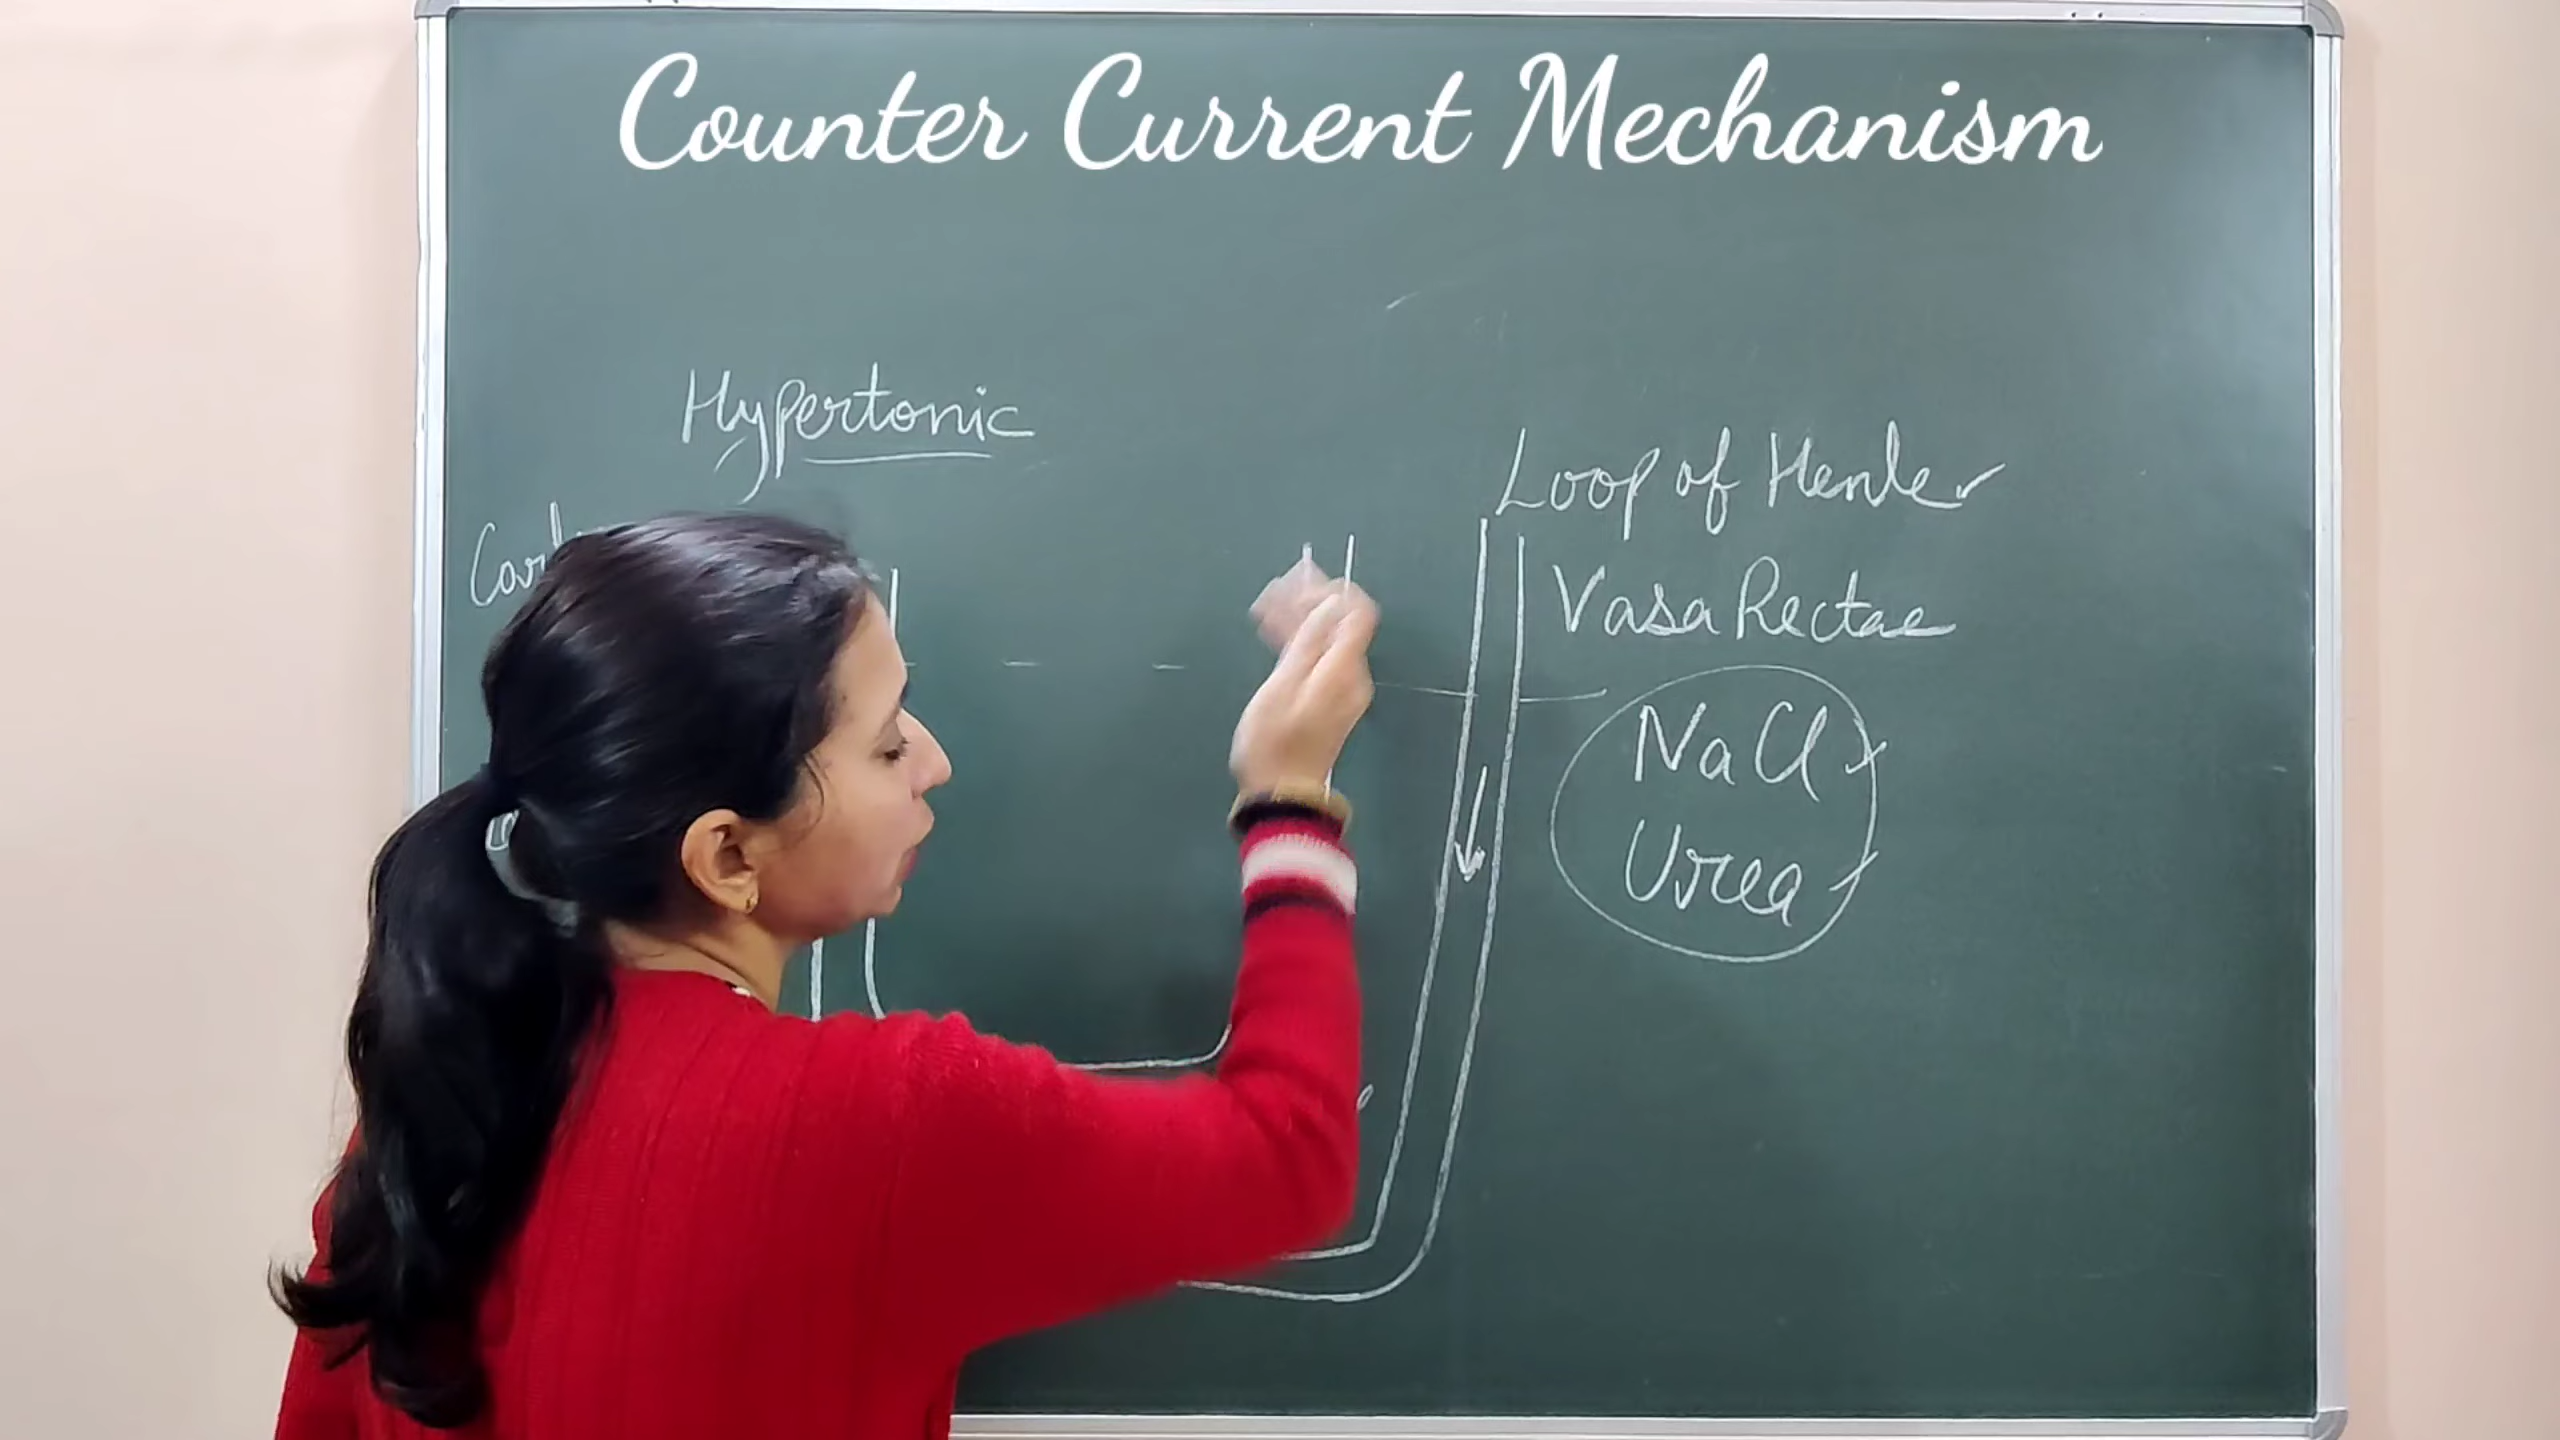 Counter Current Mechanism
Hypertonic
Loop of Henle
Vasa Rectae
NaCl
Urea